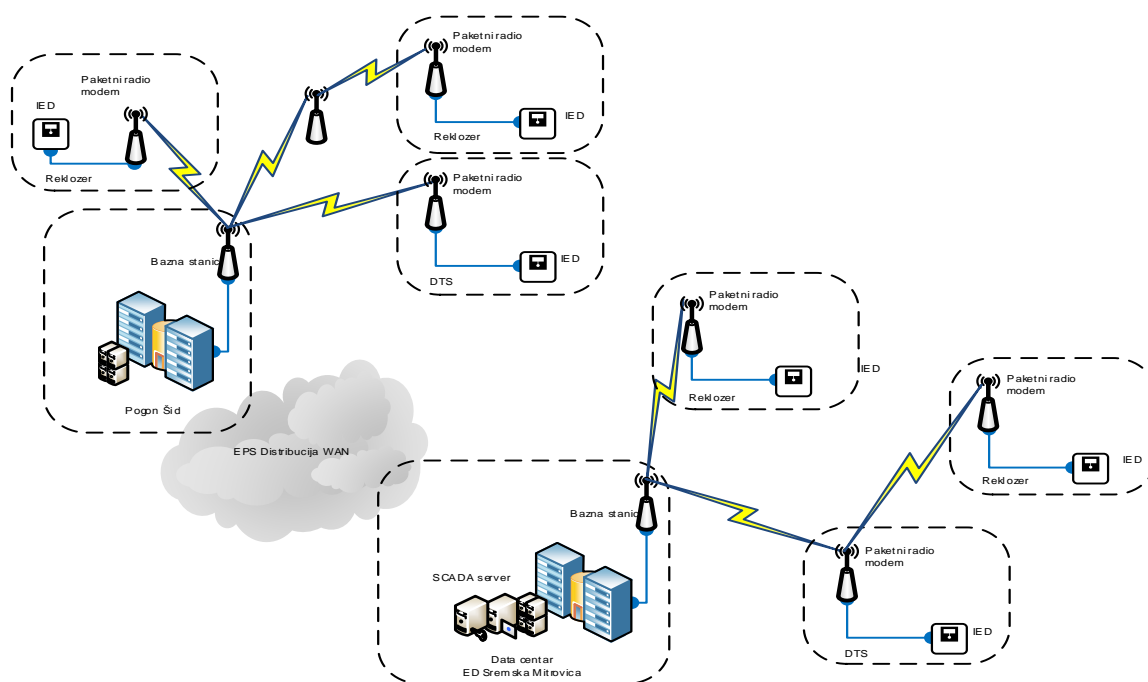 Paketni radio
modem
IED
Reklozer
Paketni radio
modem
IED
Reklozer
Paketni radio
modem
IED
DTS
Bazna stanic
Pogon Šid
EPS Distribucija WAN
Paketni radio
modem
IED
Reklozer
Paketni radio
modem
IED
Reklozer
Bazna stanic
SCADA server
Data centar
ED Sremska Mitrovica
Paketni radio
modem
IED
DTS